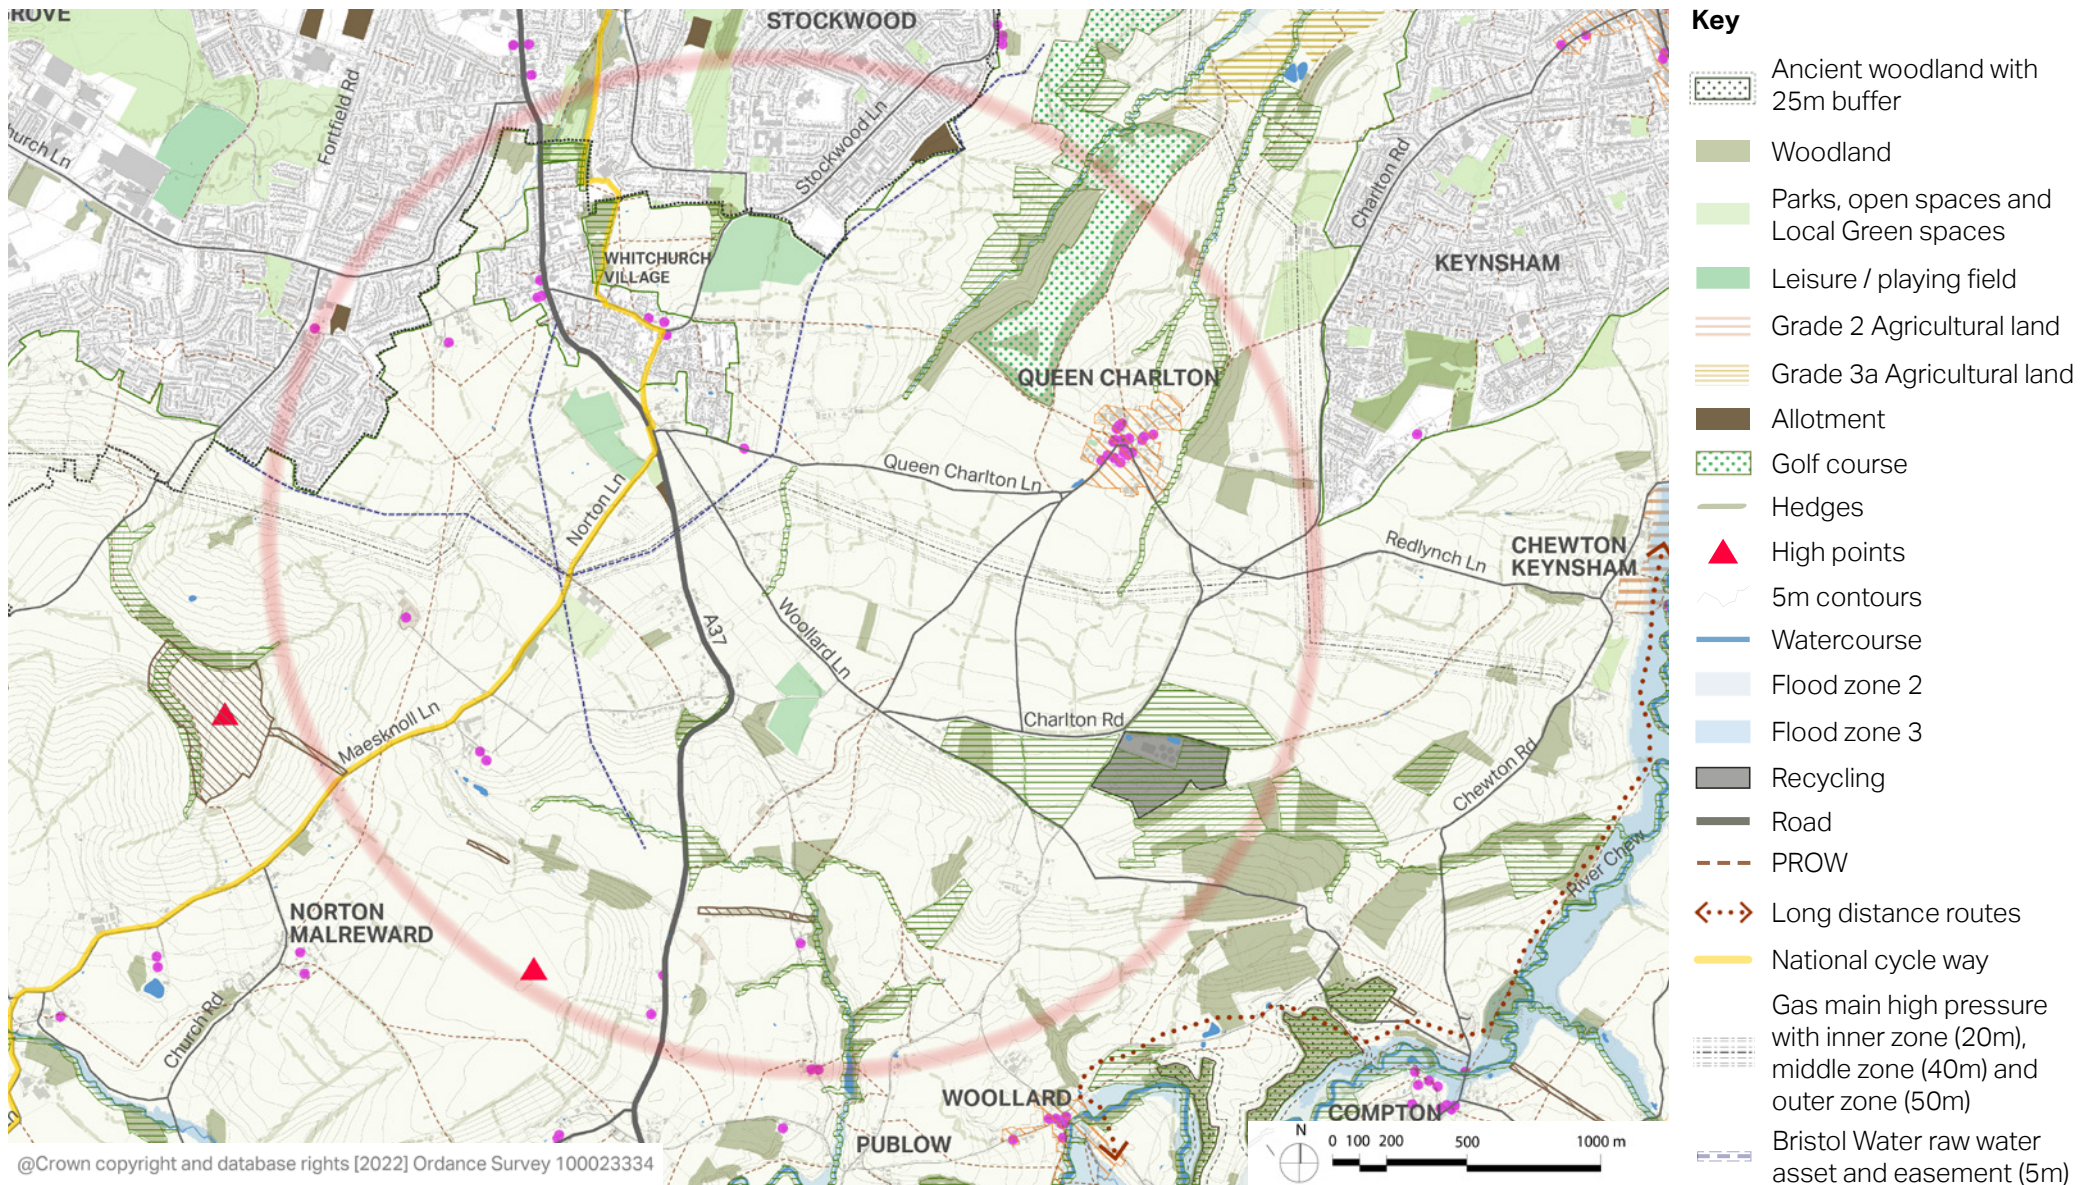 ROVE
STOCKWOOD
Fortfield Rd
hurch Ln
Stockwood Ln
Charlton Rd
WHITCHURCH
VILLAGE
KEYNSHAM
QUEEN CHARLTON
Queen Charlton Ln
Norton Ln
Redlynch Ln
CHEWTON
KEYNSHAM
A37
Woollard Ln
Maesknoll Ln
Charlton Rd
Chewton Rd
River Chew
NORTON
MALREWARD
Church Rd
WOOLLARD
PUBLOW
COMPTON
N
0 100 200 500 1000 m
@Crown copyright and database rights [2022] Ordance Survey 100023334
Key
Ancient woodland with
25m buffer
Woodland
Parks, open spaces and
Local Green spaces
Leisure / playing field
Grade 2 Agricultural land
Grade 3a Agricultural land
Allotment
Golf course
Hedges
High points
5m contours
Watercourse
Flood zone 2
Flood zone 3
Recycling
Road
PROW
Long distance routes
National cycle way
Gas main high pressure
with inner zone (20m),
middle zone (40m) and
outer zone (50m)
Bristol Water raw water
asset and easement (5m)